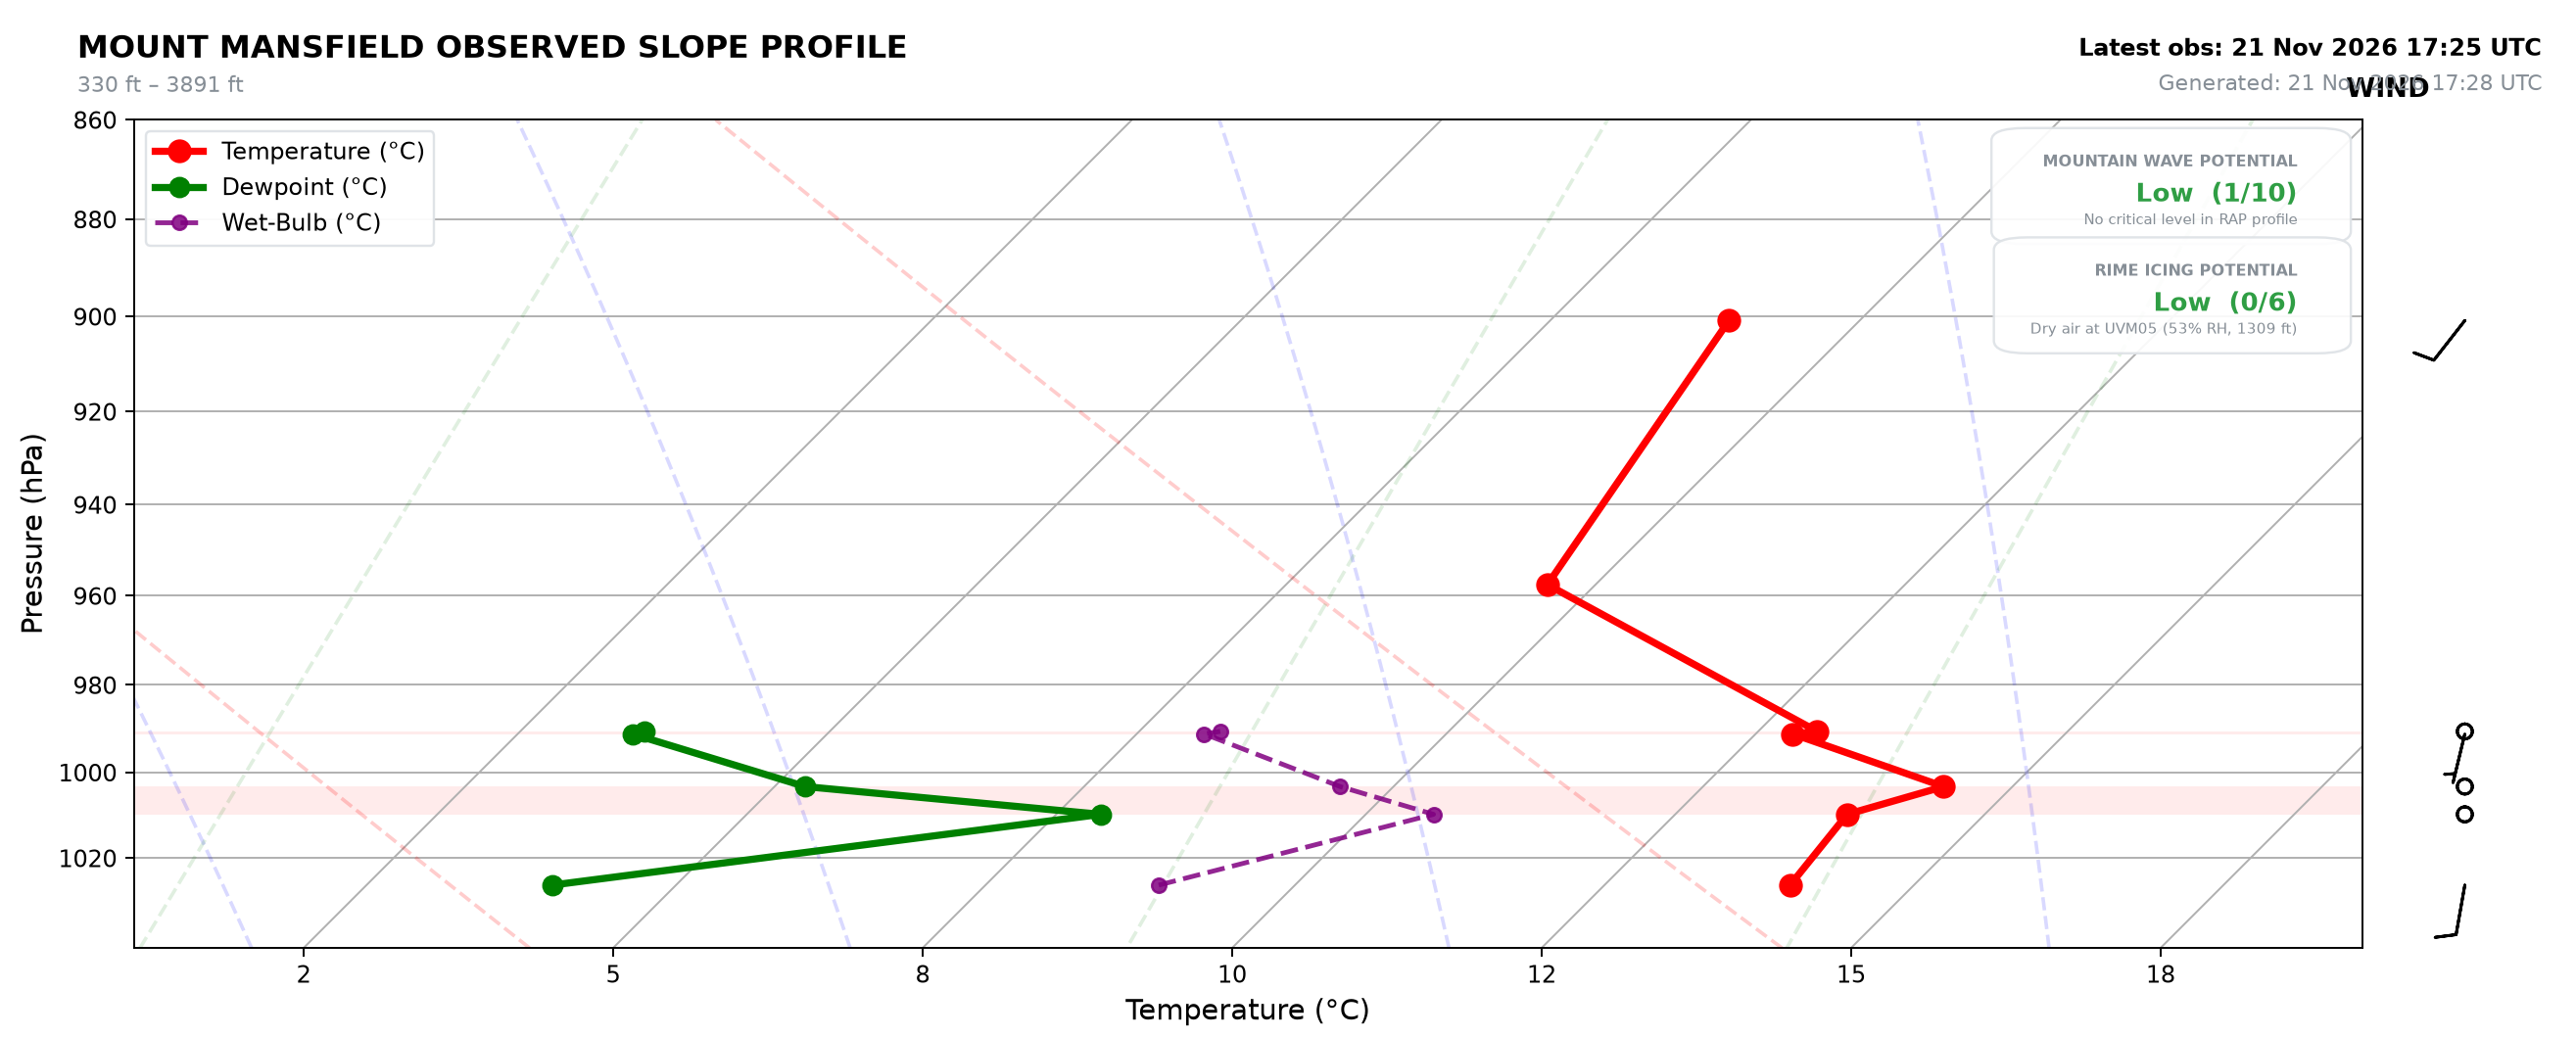 MOUNT MANSFIELD OBSERVED SLOPE PROFILE
330 ft – 3891 ft
Latest obs: 21 Nov 2026 17:25 UTC
Generated: 21 Nov 2026 17:28 UTC
WIND
Temperature (°C)
Dewpoint (°C)
Wet-Bulb (°C)
MOUNTAIN WAVE POTENTIAL
Low (1/10)
No critical level in RAP profile
RIME ICING POTENTIAL
Low (0/6)
Dry air at UVM05 (53% RH, 1309 ft)
Pressure (hPa)
860
880
900
920
940
960
980
1000
1020
2 5 8 10 12 15 18
Temperature (°C)